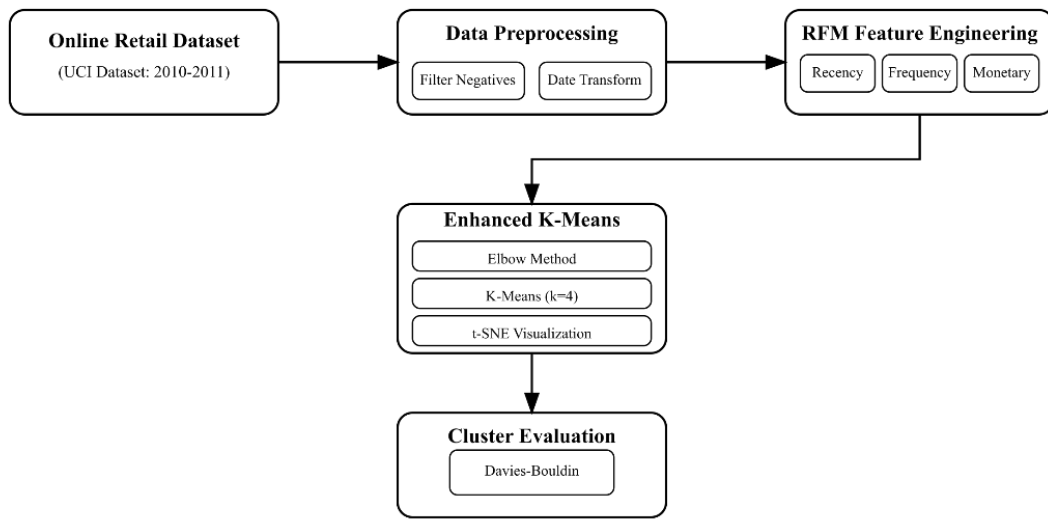 Online Retail Dataset
(UCI Dataset: 2010-2011)
Data Preprocessing
Filter Negatives
Date Transform
RFM Feature Engineering
Recency
Frequency
Monetary
Enhanced K-Means
Elbow Method
K-Means (k=4)
t-SNE Visualization
Cluster Evaluation
Davies-Bouldin